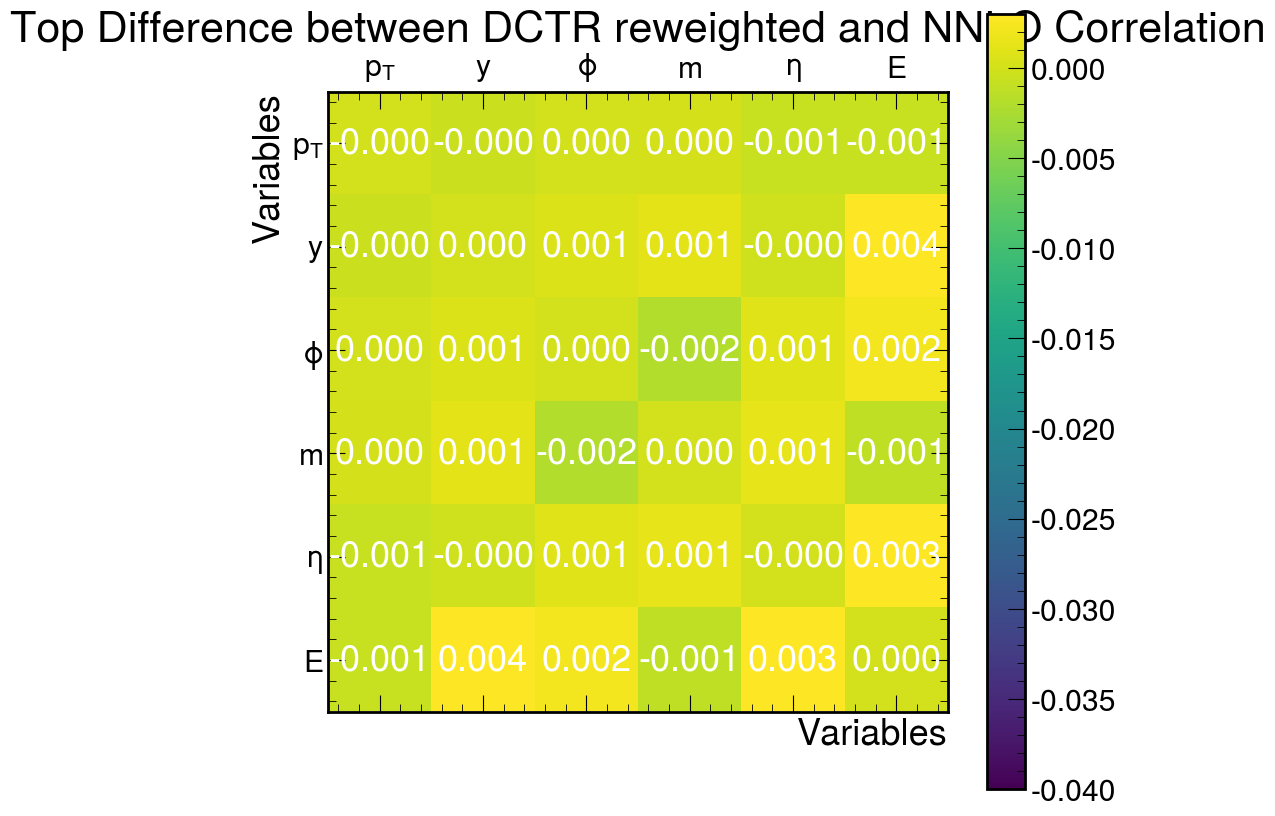 Top Difference between DCTR reweighted and NNLO Correlation
pT y ϕ m η E
Variables
pT -0.000 -0.000 0.000 0.000 -0.001 -0.001
y -0.000 0.000 0.001 0.001 -0.000 0.004
ϕ 0.000 0.001 0.000 -0.002 0.001 0.002
m 0.000 0.001 -0.002 0.000 0.001 -0.001
η -0.001 -0.000 0.001 0.001 -0.000 0.003
E -0.001 0.004 0.002 -0.001 0.003 0.000
Variables
0.000
-0.005
-0.010
-0.015
-0.020
-0.025
-0.030
-0.035
-0.040